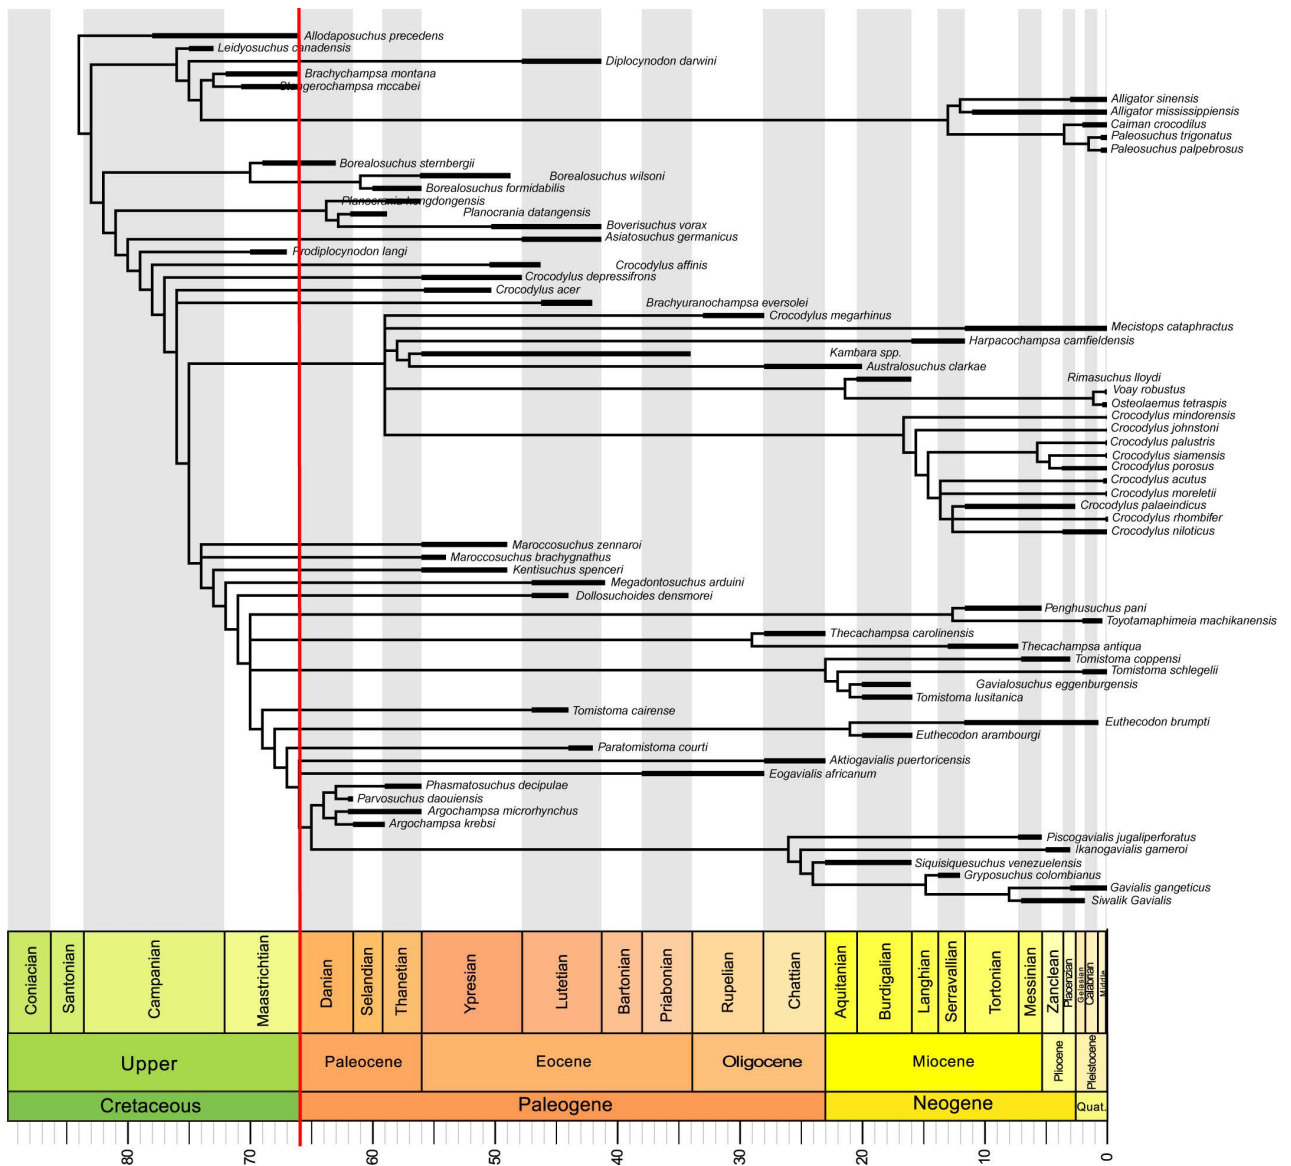 Allodaposuchus precedens
Leidyosuchus canadensis
Diplocynodon darwini
Brachychampsa montana
Stangerochampsa mccabei
Alligator sinensis
Alligator mississippiensis
Caiman crocodilus
Paleosuchus trigonatus
Paleosuchus palpebrosus
Borealosuchus sternbergii
Borealosuchus wilsoni
Borealosuchus formidabilis
Planocrania hengdongensis
Planocrania datangensis
Boverisuchus vorax
Asiatosuchus germanicus
Prodiplocynodon langi
Crocodylus affinis
Crocodylus depressifrons
Crocodylus acer
Brachyuranochampsa eversolei
Crocodylus megarhinus
Mecistops cataphractus
Harpacochampsa camfieldensis
Kambara spp.
Australosuchus clarkae
Rimasuchus lloydi
Voay robustus
Osteolaemus tetraspis
Crocodylus mindorensis
Crocodylus johnstoni
Crocodylus palustris
Crocodylus siamensis
Crocodylus porosus
Crocodylus acutus
Crocodylus moreletii
Crocodylus palaeindicus
Crocodylus rhombifer
Crocodylus niloticus
Maroccosuchus zennaroi
Maroccosuchus brachygnathus
Kentisuchus spenceri
Megadontosuchus arduini
Dollosuchoides densmorei
Penghusuchus pani
Toyotamaphimeia machikanensis
Thecachampsa carolinensis
Thecachampsa antiqua
Tomistoma coppensi
Tomistoma schlegelii
Gavialosuchus eggenburgensis
Tomistoma lusitanica
Tomistoma cairense
Euthecodon brumpti
Euthecodon arambourgi
Paratomistoma courti
Aktiogavialis puertoricensis
Eogavialis africanum
Phasmatosuchus decipulae
Parvosuchus daouiensis
Argochampsa microrhynchus
Argochampsa krebsi
Piscogavialis jugaliperforatus
Ikanogavialis gameroi
Siquisiquesuchus venezuelensis
Gryposuchus colombianus
Gavialis gangeticus
Siwalik Gavialis
Coniacian
Santonian
Campanian
Maastrichtian
Danian
Selandian
Thanetian
Ypresian
Lutetian
Bartonian
Priabonian
Rupelian
Chattian
Aquitanian
Burdigalian
Langhian
Serravallian
Tortonian
Messinian
Zanclean
Piacenzian
Gelasian
Calabrian
Middle
Upper
Paleocene
Eocene
Oligocene
Miocene
Pliocene
Pleistocene
Cretaceous
Paleogene
Neogene
Quat.
80
70
60
50
40
30
20
10
0